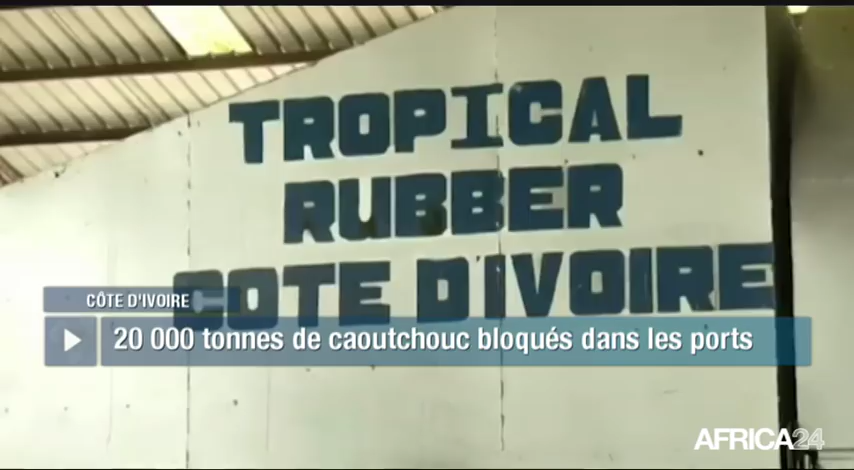 TROPICAL
RUBBER
COTE D'IVOIRE
CÔTE D'IVOIRE
20 000 tonnes de caoutchouc bloqués dans les ports
AFRICA24